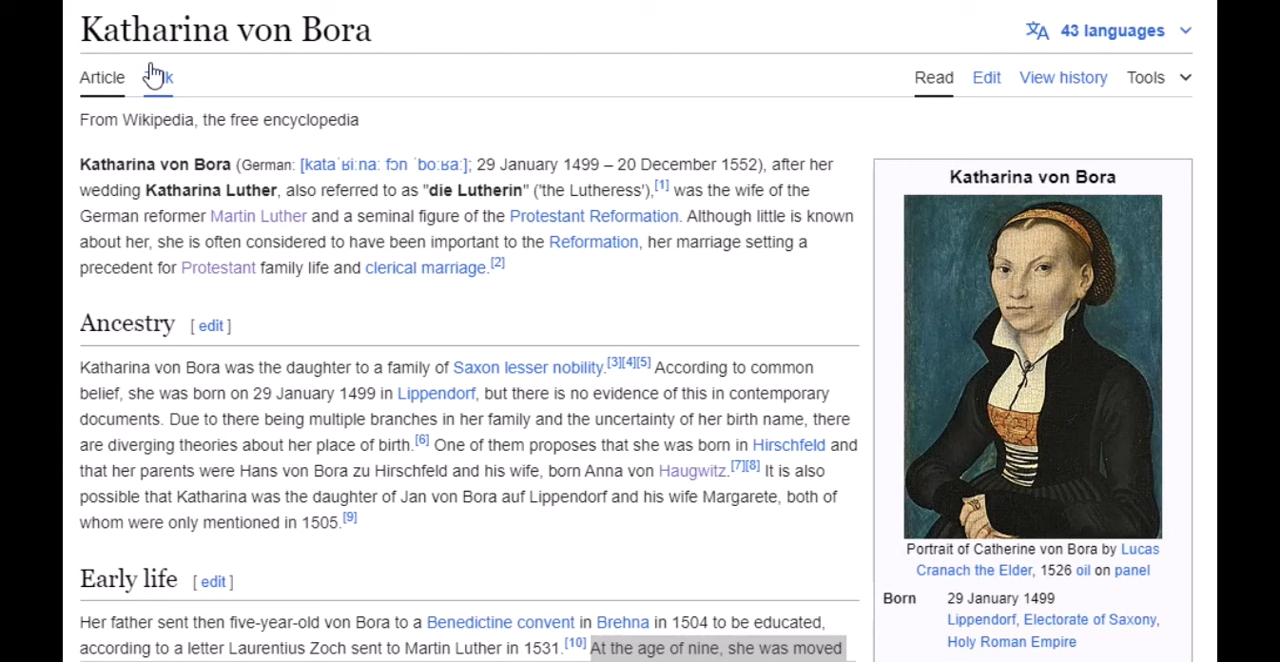 Katharina von Bora
43 languages
Article
Read Edit View history Tools
From Wikipedia, the free encyclopedia
Katharina von Bora (German: [kataˈʁiːnaː fɔn ˈboːʁaː]; 29 January 1499 – 20 December 1552), after her
wedding Katharina Luther, also referred to as "die Lutherin" ('the Lutheress'),[1] was the wife of the
German reformer Martin Luther and a seminal figure of the Protestant Reformation. Although little is known
about her, she is often considered to have been important to the Reformation, her marriage setting a
precedent for Protestant family life and clerical marriage.[2]
Ancestry [ edit ]
Katharina von Bora was the daughter to a family of Saxon lesser nobility.[3][4][5] According to common
belief, she was born on 29 January 1499 in Lippendorf, but there is no evidence of this in contemporary
documents. Due to there being multiple branches in her family and the uncertainty of her birth name, there
are diverging theories about her place of birth.[6] One of them proposes that she was born in Hirschfeld and
that her parents were Hans von Bora zu Hirschfeld and his wife, born Anna von Haugwitz.[7][8] It is also
possible that Katharina was the daughter of Jan von Bora auf Lippendorf and his wife Margarete, both of
whom were only mentioned in 1505.[9]
Early life [ edit ]
Her father sent then five-year-old von Bora to a Benedictine convent in Brehna in 1504 to be educated,
according to a letter Laurentius Zoch sent to Martin Luther in 1531.[10] At the age of nine, she was moved
Katharina von Bora
Portrait of Catherine von Bora by Lucas
Cranach the Elder, 1526 oil on panel
Born 29 January 1499
Lippendorf, Electorate of Saxony,
Holy Roman Empire